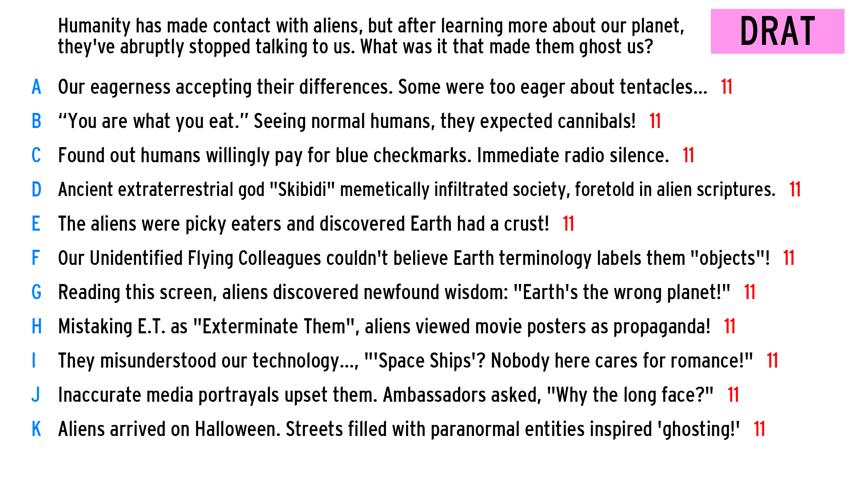 Humanity has made contact with aliens, but after learning more about our planet,
they've abruptly stopped talking to us. What was it that made them ghost us?
DRAT
A Our eagerness accepting their differences. Some were too eager about tentacles... 11
B “You are what you eat.” Seeing normal humans, they expected cannibals! 11
C Found out humans willingly pay for blue checkmarks. Immediate radio silence. 11
D Ancient extraterrestrial god "Skibidi" memetically infiltrated society, foretold in alien scriptures. 11
E The aliens were picky eaters and discovered Earth had a crust! 11
F Our Unidentified Flying Colleagues couldn't believe Earth terminology labels them "objects"! 11
G Reading this screen, aliens discovered newfound wisdom: "Earth's the wrong planet!" 11
H Mistaking E.T. as "Exterminate Them", aliens viewed movie posters as propaganda! 11
I They misunderstood our technology..., "'Space Ships'? Nobody here cares for romance!" 11
J Inaccurate media portrayals upset them. Ambassadors asked, "Why the long face?" 11
K Aliens arrived on Halloween. Streets filled with paranormal entities inspired 'ghosting!' 11